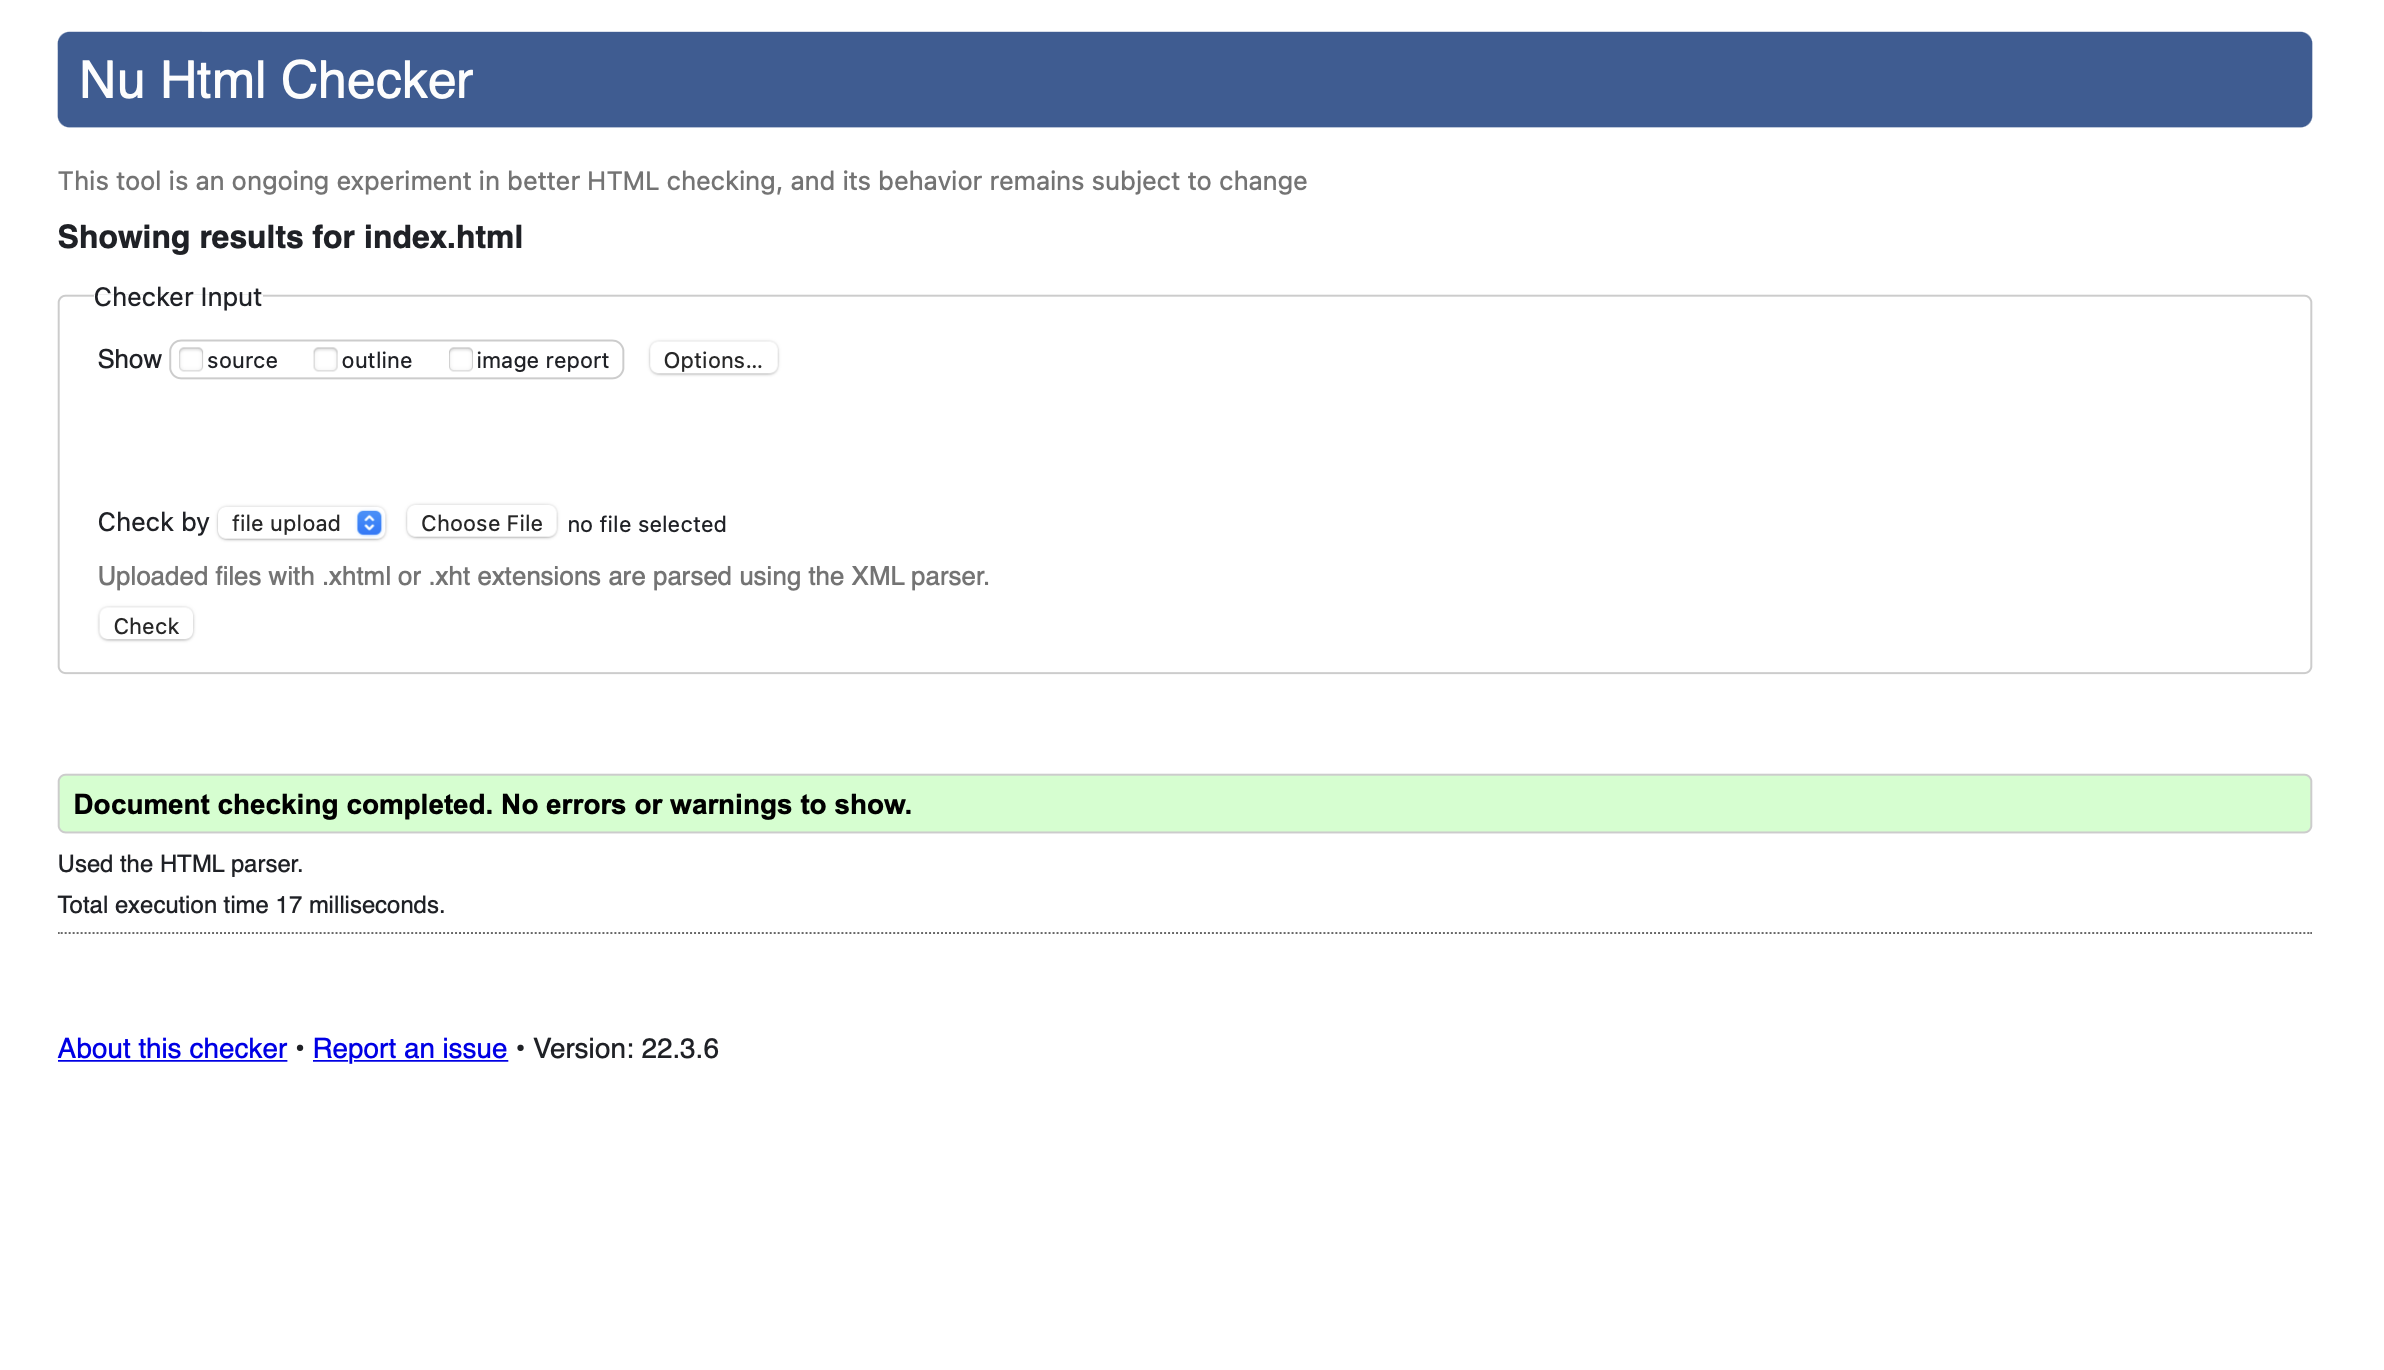 Nu Html Checker
This tool is an ongoing experiment in better HTML checking, and its behavior remains subject to change
Showing results for index.html
Checker Input
Show source outline image report Options...
Check by file upload Choose File no file selected
Uploaded files with .xhtml or .xht extensions are parsed using the XML parser.
Check
Document checking completed. No errors or warnings to show.
Used the HTML parser.
Total execution time 17 milliseconds.
About this checker • Report an issue • Version: 22.3.6